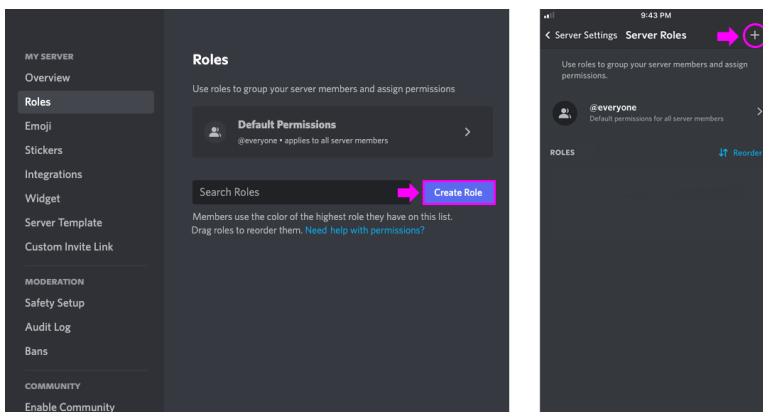 MY SERVER
Overview
Roles
Emoji
Stickers
Integrations
Widget
Server Template
Custom Invite Link
MODERATION
Safety Setup
Audit Log
Bans
COMMUNITY
Enable Community
Roles
Use roles to group your server members and assign permissions
Default Permissions
@everyone • applies to all server members
Search Roles
Create Role
Members use the color of the highest role they have on this list.
Drag roles to reorder them. Need help with permissions?
9:43 PM
Server Settings Server Roles
Use roles to group your server members and assign
permissions.
@everyone
Default permissions for all server members
ROLES Reorder